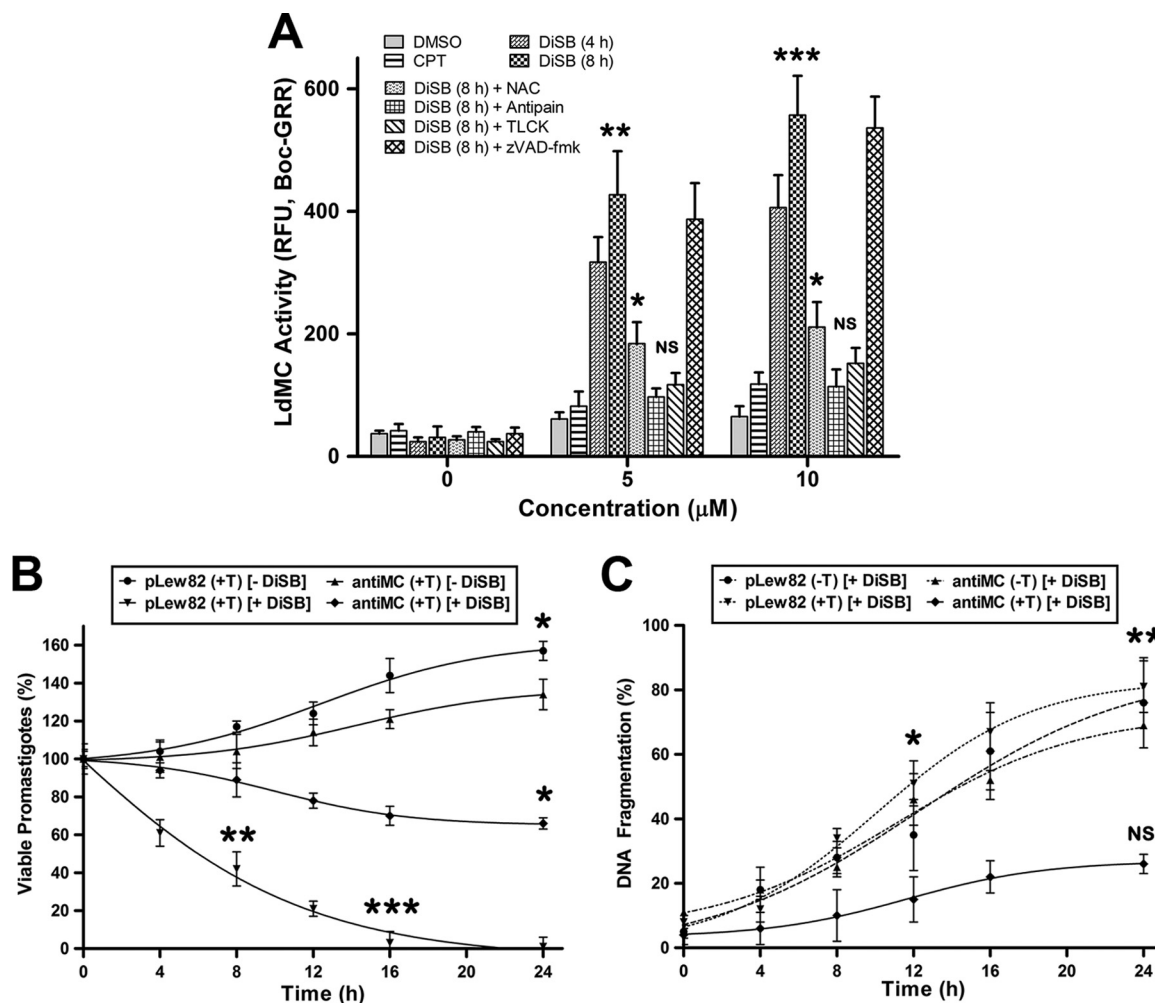 A
DMSO
CPT
DiSB (4 h)
DiSB (8 h)
DiSB (8 h) + NAC
DiSB (8 h) + Antipain
DiSB (8 h) + TLCK
DiSB (8 h) + zVAD-fmk
LdMC Activity (RFU, Boc-GRR)
600
400
200
0
**
*
NS
***
*
NS
0 5 10
Concentration (μM)
B
pLew82 (+T) [- DiSB]
antiMC (+T) [- DiSB]
pLew82 (+T) [+ DiSB]
antiMC (+T) [+ DiSB]
Viable Promastigotes (%)
160
140
120
100
80
60
40
20
0
*
*
**
***
0 4 8 12 16 20 24
Time (h)
C
pLew82 (-T) [+ DiSB]
antiMC (-T) [+ DiSB]
pLew82 (+T) [+ DiSB]
antiMC (+T) [+ DiSB]
DNA Fragmentation (%)
100
80
60
40
20
0
**
*
NS
0 4 8 12 16 20 24
Time (h)